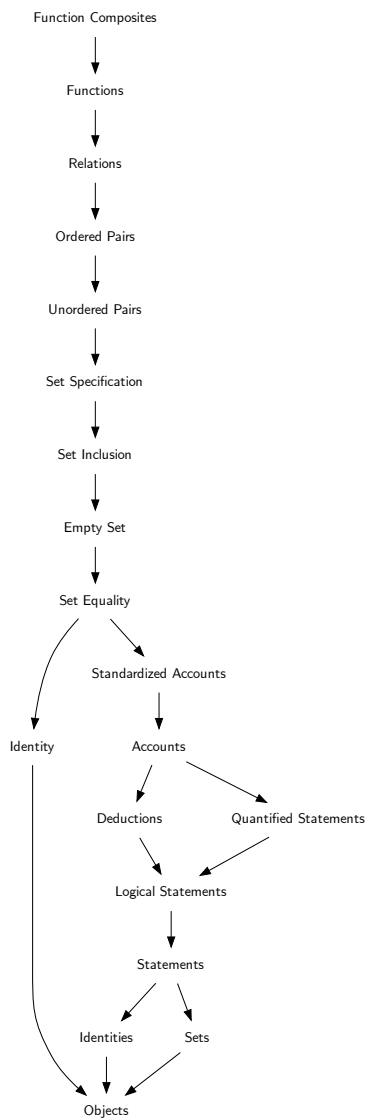 Function Composites
Functions
Relations
Ordered Pairs
Unordered Pairs
Set Specification
Set Inclusion
Empty Set
Set Equality
Standardized Accounts
Identity
Accounts
Deductions
Quantified Statements
Logical Statements
Statements
Identities
Sets
Objects